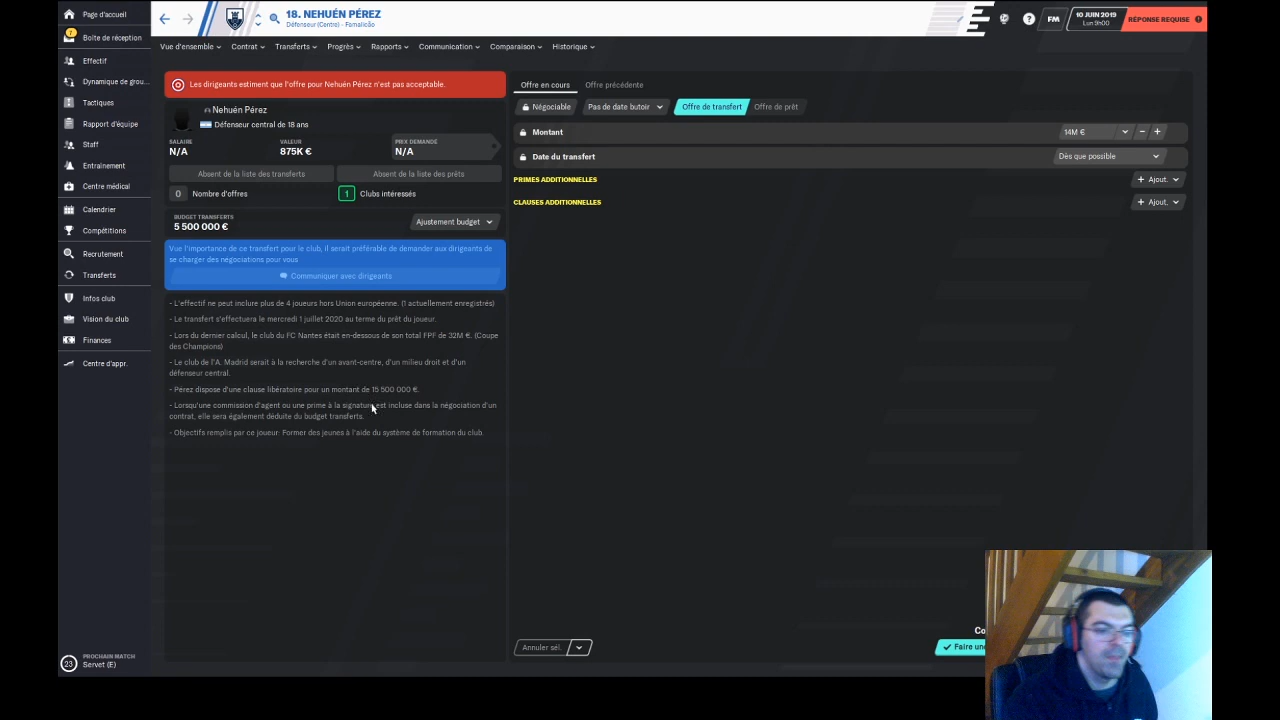 Page d'accueil
Boîte de réception
Effectif
Dynamique de grou...
Tactiques
Rapport d'équipe
Staff
Entraînement
Centre médical
Calendrier
Compétitions
Recrutement
Transferts
Infos club
Vision du club
Finances
Centre d'appr.
PROCHAIN MATCH
23
Servet (E)
18. NEHUÉN PÉREZ
Défenseur (Centre) - Famalicão
FM
10 JUIN 2019
Lun 9h00
RÉPONSE REQUISE
Vue d'ensemble
Contrat
Transferts
Progrès
Rapports
Communication
Comparaison
Historique
Les dirigeants estiment que l'offre pour Nehuén Pérez n'est pas acceptable.
Nehuén Pérez
Défenseur central de 18 ans
SALAIRE
N/A
VALEUR
875K €
PRIX DEMANDÉ
N/A
Absent de la liste des transferts
Absent de la liste des prêts
0 Nombre d'offres
1 Clubs intéressés
BUDGET TRANSFERTS
5 500 000 €
Ajustement budget
Vue l'importance de ce transfert pour le club, il serait préférable de demander aux dirigeants de
se charger des négociations pour vous
Communiquer avec dirigeants
- L'effectif ne peut inclure plus de 4 joueurs hors Union européenne. (1 actuellement enregistrés)
- Le transfert s'effectuera le mercredi 1 juillet 2020 au terme du prêt du joueur.
- Lors du dernier calcul, le club du FC Nantes était en-dessous de son total FPF de 32M €. (Coupe
des Champions)
- Le club de l'A. Madrid serait à la recherche d'un avant-centre, d'un milieu droit et d'un
défenseur central.
- Pérez dispose d'une clause libératoire pour un montant de 15 500 000 €.
- Lorsqu'une commission d'agent ou une prime à la signature est incluse dans la négociation d'un
contrat, elle sera également déduite du budget transferts.
- Objectifs remplis par ce joueur: Former des jeunes à l'aide du système de formation du club.
Offre en cours
Offre précédente
Négociable
Pas de date butoir
Offre de transfert
Offre de prêt
Montant
14M €
Date du transfert
Dès que possible
PRIMES ADDITIONNELLES
Ajout.
CLAUSES ADDITIONNELLES
Ajout.
Annuler sél.
Co
Faire une